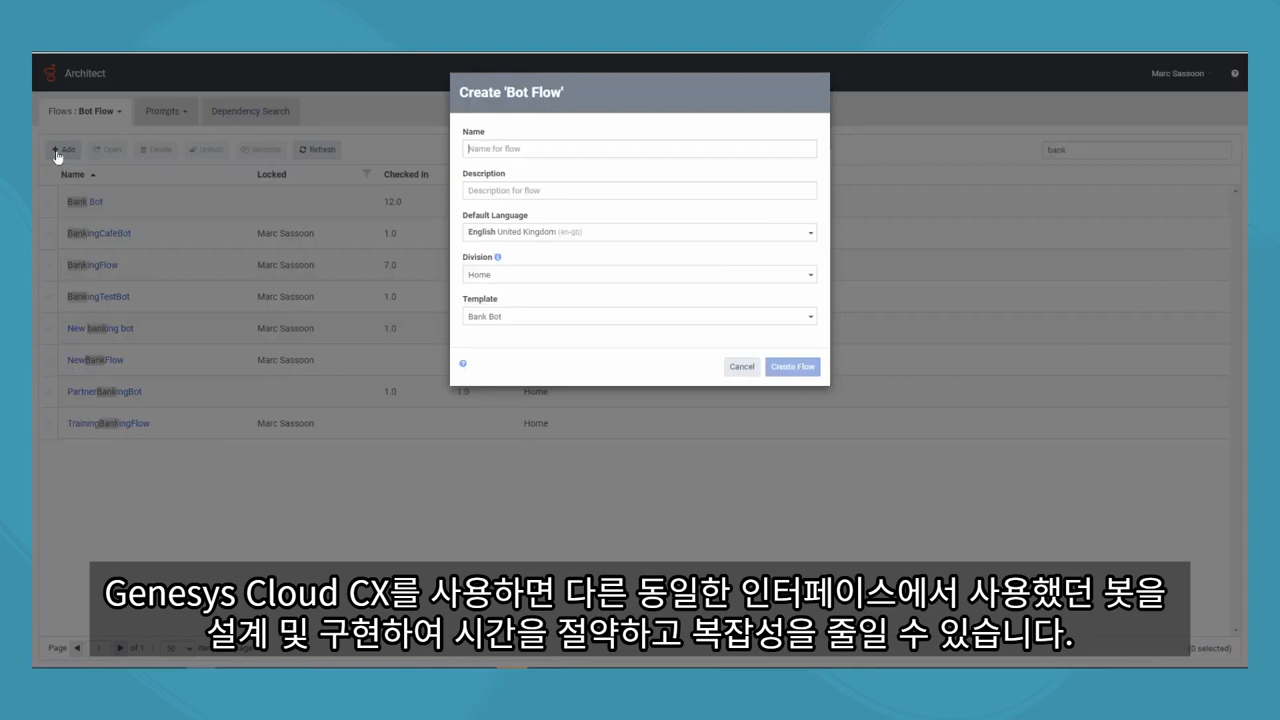 Architect
Marc Sassoon
Flows : Bot Flow
Prompts
Dependency Search
Add
Open
Refresh
bank
Name
Locked
Checked In
Bank Bot
12.0
BankingCafeBot
Marc Sassoon
1.0
BankingFlow
Marc Sassoon
7.0
BankingTestBot
Marc Sassoon
1.0
New banking bot
Marc Sassoon
1.0
NewBankFlow
Marc Sassoon
PartnerBankingBot
1.0
1.0
Home
TrainingBankingFlow
Marc Sassoon
Home
Create 'Bot Flow'
Name
Name for flow
Description
Description for flow
Default Language
English United Kingdom (en-gb)
Division
Home
Template
Bank Bot
Cancel
Create Flow
Genesys Cloud CX를 사용하면 다른 동일한 인터페이스에서 사용했던 봇을
설계 및 구현하여 시간을 절약하고 복잡성을 줄일 수 있습니다.
Page
1
of 1
50
(0 selected)